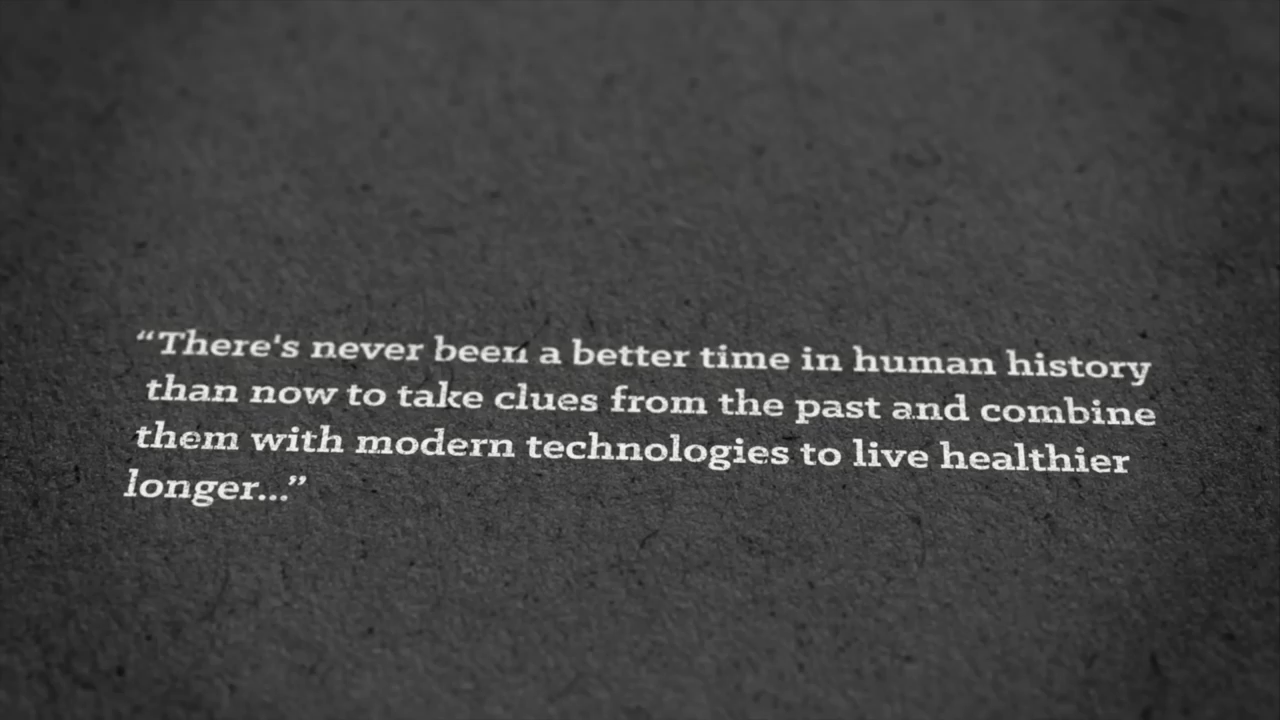 “There's never been a better time in human history
than now to take clues from the past and combine
them with modern technologies to live healthier
longer...”